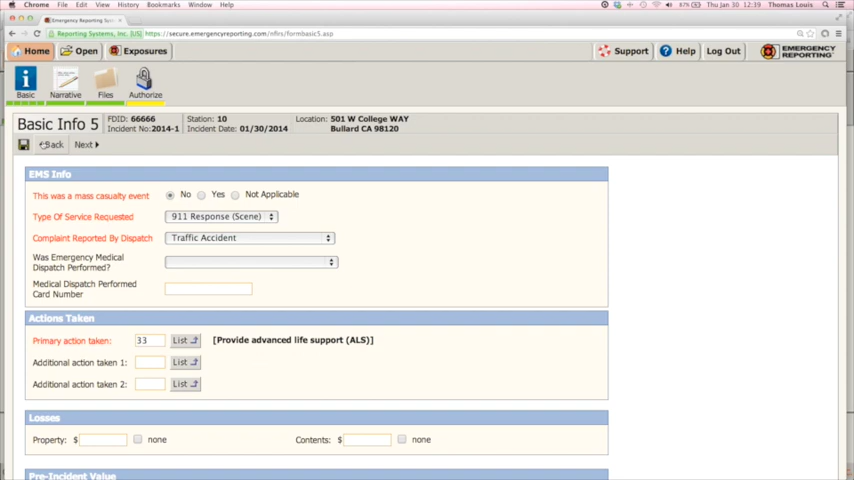 Chrome File Edit View History Bookmarks Window Help
87% Thu Jan 30 12:39 Thomas Louis
Emergency Reporting Sys
Reporting Systems, Inc. [US] https://secure.emergencyreporting.com/nfirs/formbasic5.asp
Home Open Exposures Support Help Log Out EMERGENCY REPORTING
Basic Narrative Files Authorize
Basic Info 5
FDID: 66666 Station: 10 Location: 501 W College WAY
Incident No:2014-1 Incident Date: 01/30/2014 Bullard CA 98120
Back Next
EMS Info
This was a mass casualty event No Yes Not Applicable
Type Of Service Requested 911 Response (Scene)
Complaint Reported By Dispatch Traffic Accident
Was Emergency Medical
Dispatch Performed?
Medical Dispatch Performed
Card Number
Actions Taken
Primary action taken: 33 List [Provide advanced life support (ALS)]
Additional action taken 1: List
Additional action taken 2: List
Losses
Property: $ none Contents: $ none
Pre-Incident Value